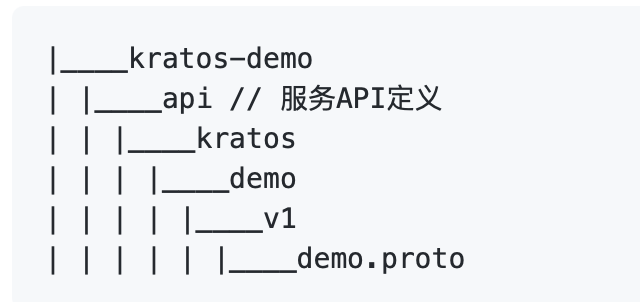 |____kratos-demo
| |____api // 服务API定义
| | |____kratos
| | | |____demo
| | | | |____v1
| | | | | |____demo.proto